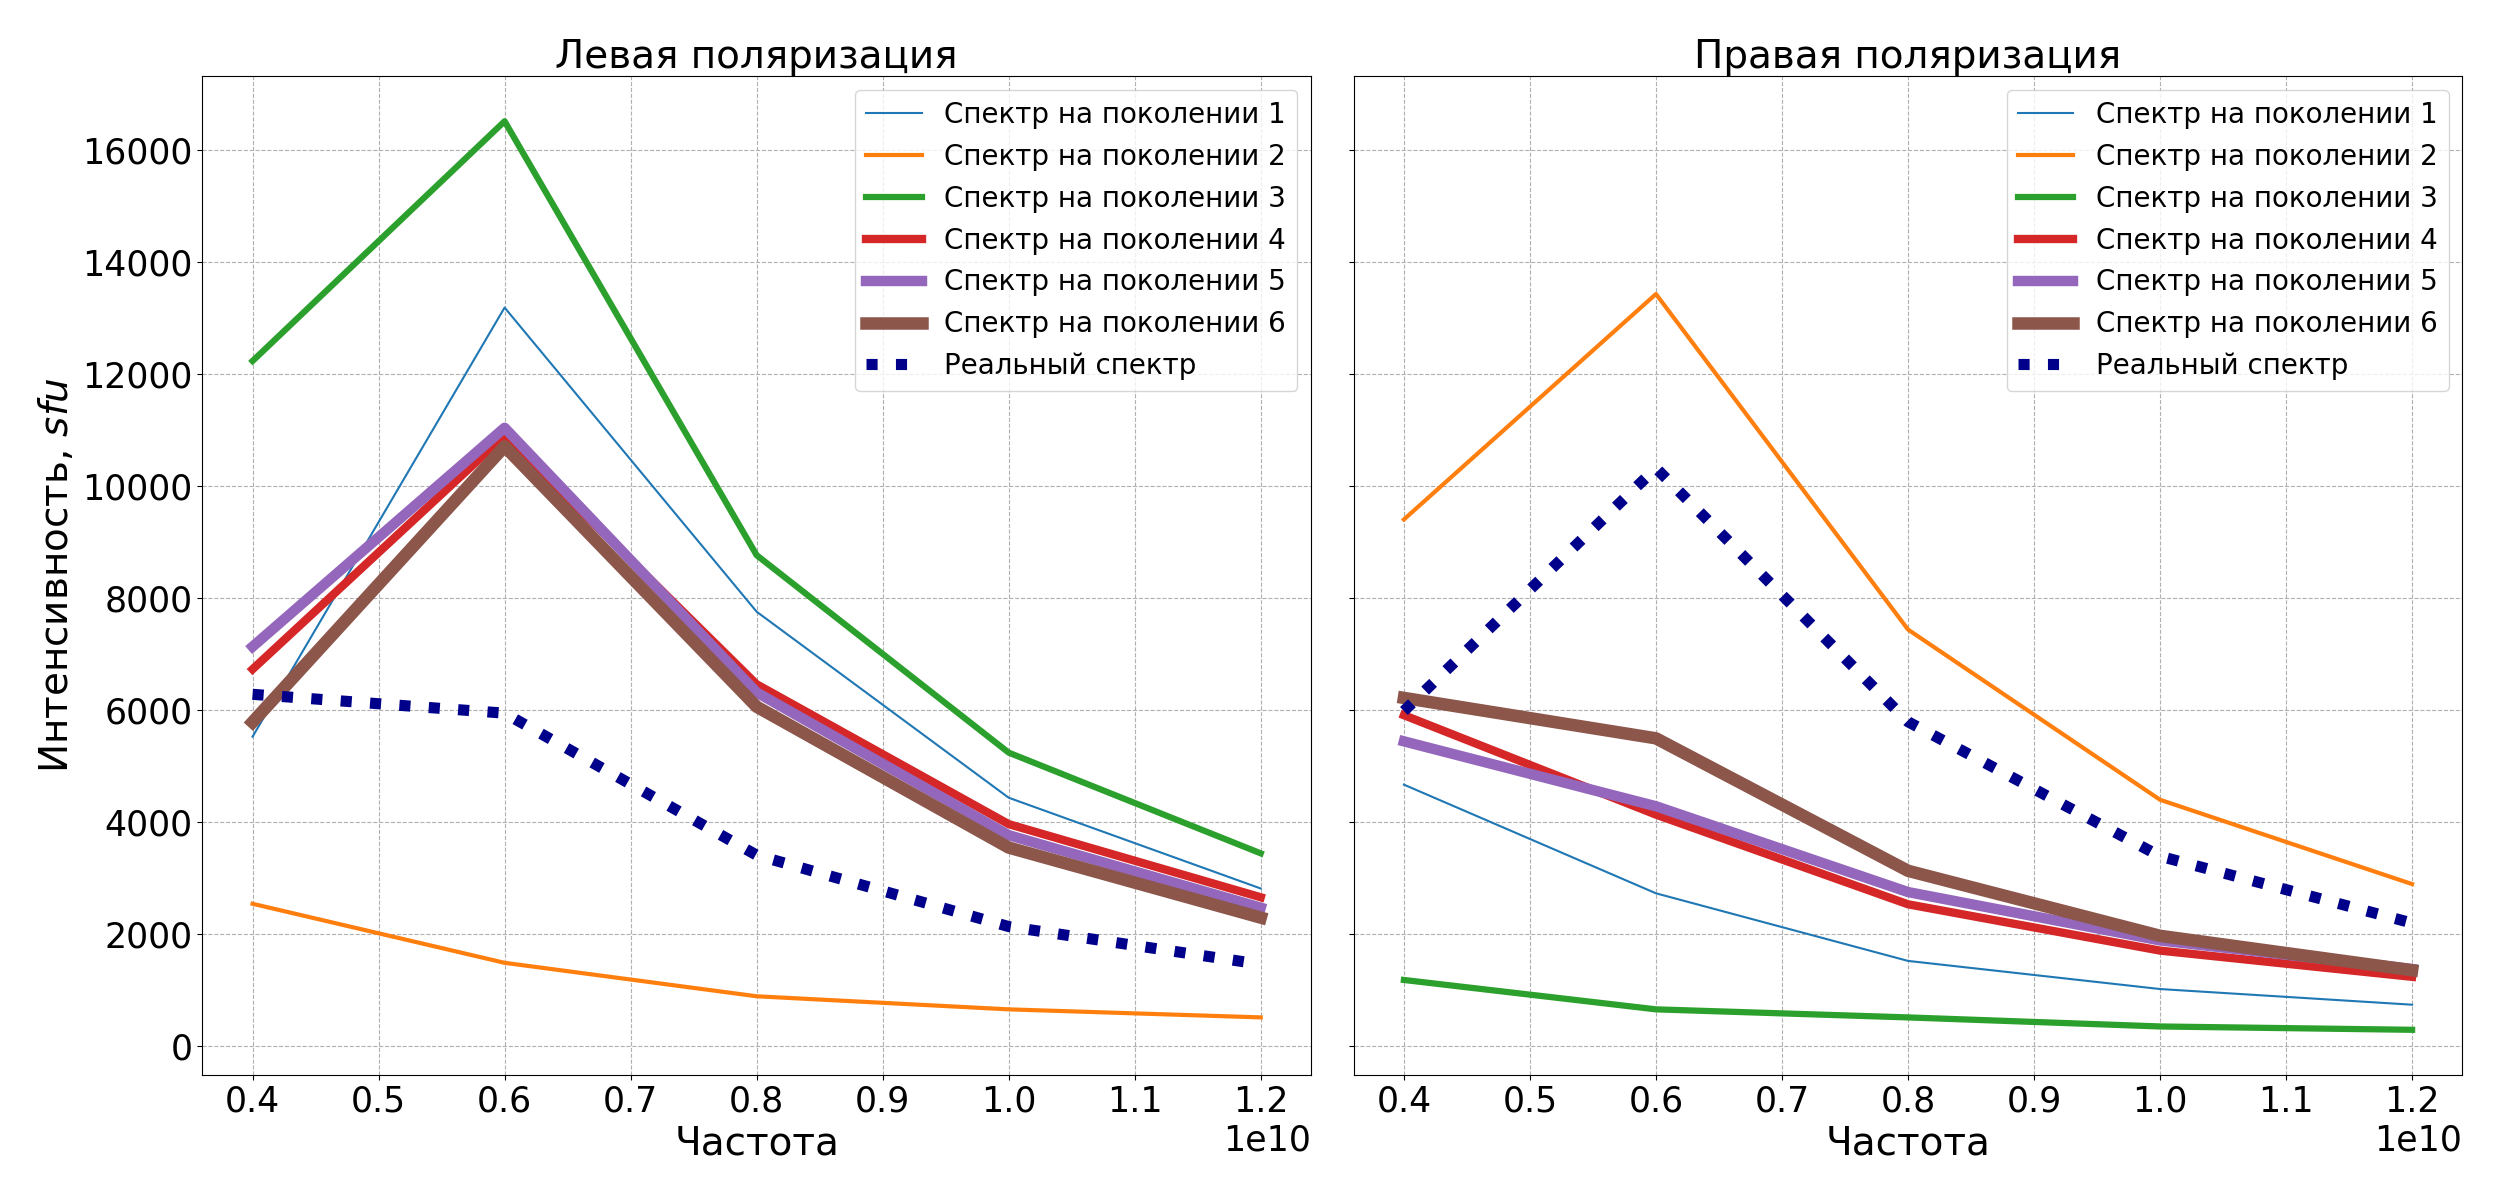 Левая поляризация
Правая поляризация
Интенсивность, sfu
16000
14000
12000
10000
8000
6000
4000
2000
0
Спектр на поколении 1
Спектр на поколении 2
Спектр на поколении 3
Спектр на поколении 4
Спектр на поколении 5
Спектр на поколении 6
Реальный спектр
0.4 0.5 0.6 0.7 0.8 0.9 1.0 1.1 1.2
1e10
Частота
Спектр на поколении 1
Спектр на поколении 2
Спектр на поколении 3
Спектр на поколении 4
Спектр на поколении 5
Спектр на поколении 6
Реальный спектр
0.4 0.5 0.6 0.7 0.8 0.9 1.0 1.1 1.2
1e10
Частота